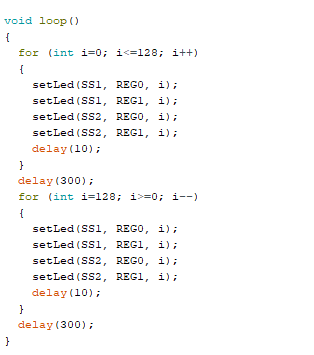 void loop()
{
  for (int i=0; i<=128; i++)
  {
    setLed(SS1, REG0, i);
    setLed(SS1, REG1, i);
    setLed(SS2, REG0, i);
    setLed(SS2, REG1, i);
    delay(10);
  }
  delay(300);
  for (int i=128; i>=0; i--)
  {
    setLed(SS1, REG0, i);
    setLed(SS1, REG1, i);
    setLed(SS2, REG0, i);
    setLed(SS2, REG1, i);
    delay(10);
  }
  delay(300);
}